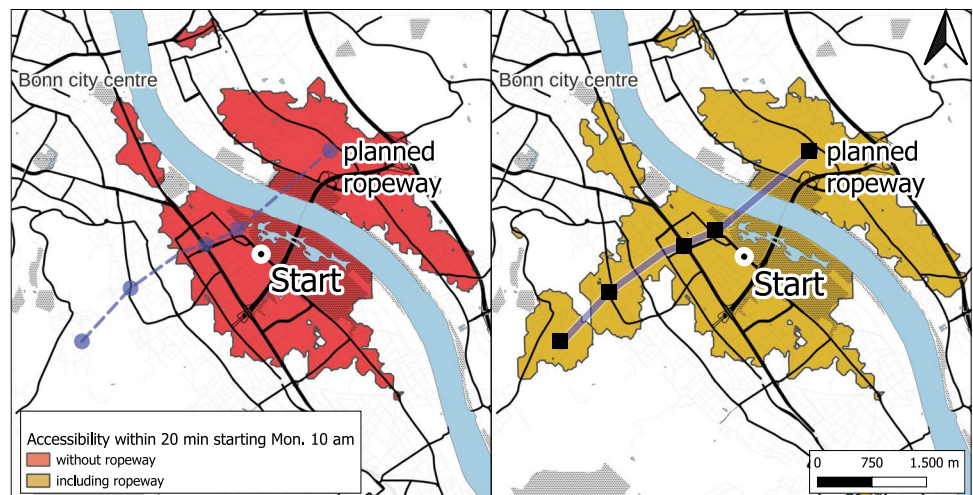 Bonn city centre
planned
ropeway
Start
Accessibility within 20 min starting Mon. 10 am
without ropeway
including ropeway
Bonn city centre
planned
ropeway
Start
0 750 1.500 m